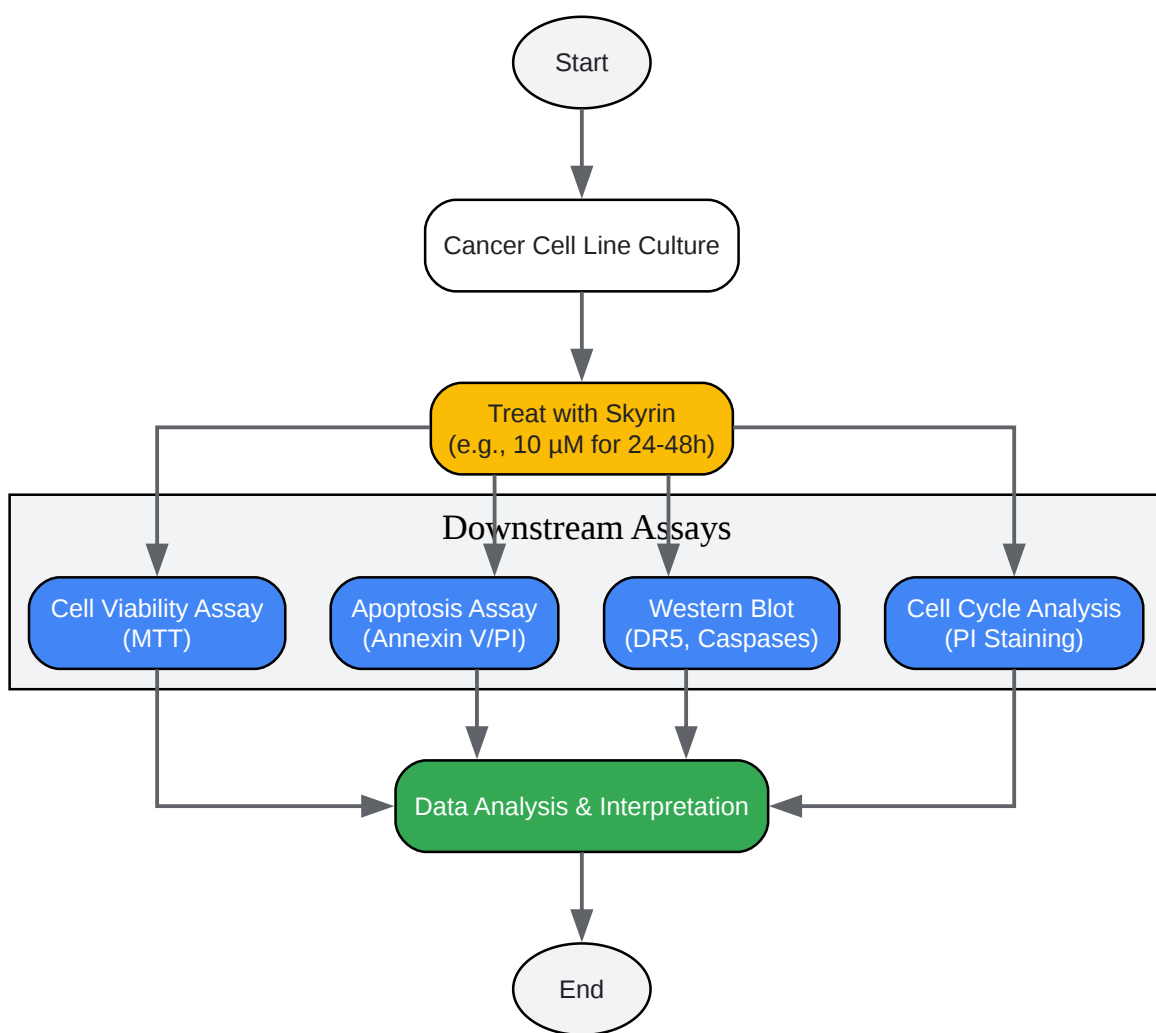 Start
Cancer Cell Line Culture
Treat with Skyrin
(e.g., 10 µM for 24-48h)
Downstream Assays
Cell Viability Assay
(MTT)
Apoptosis Assay
(Annexin V/PI)
Western Blot
(DR5, Caspases)
Cell Cycle Analysis
(PI Staining)
Data Analysis & Interpretation
End